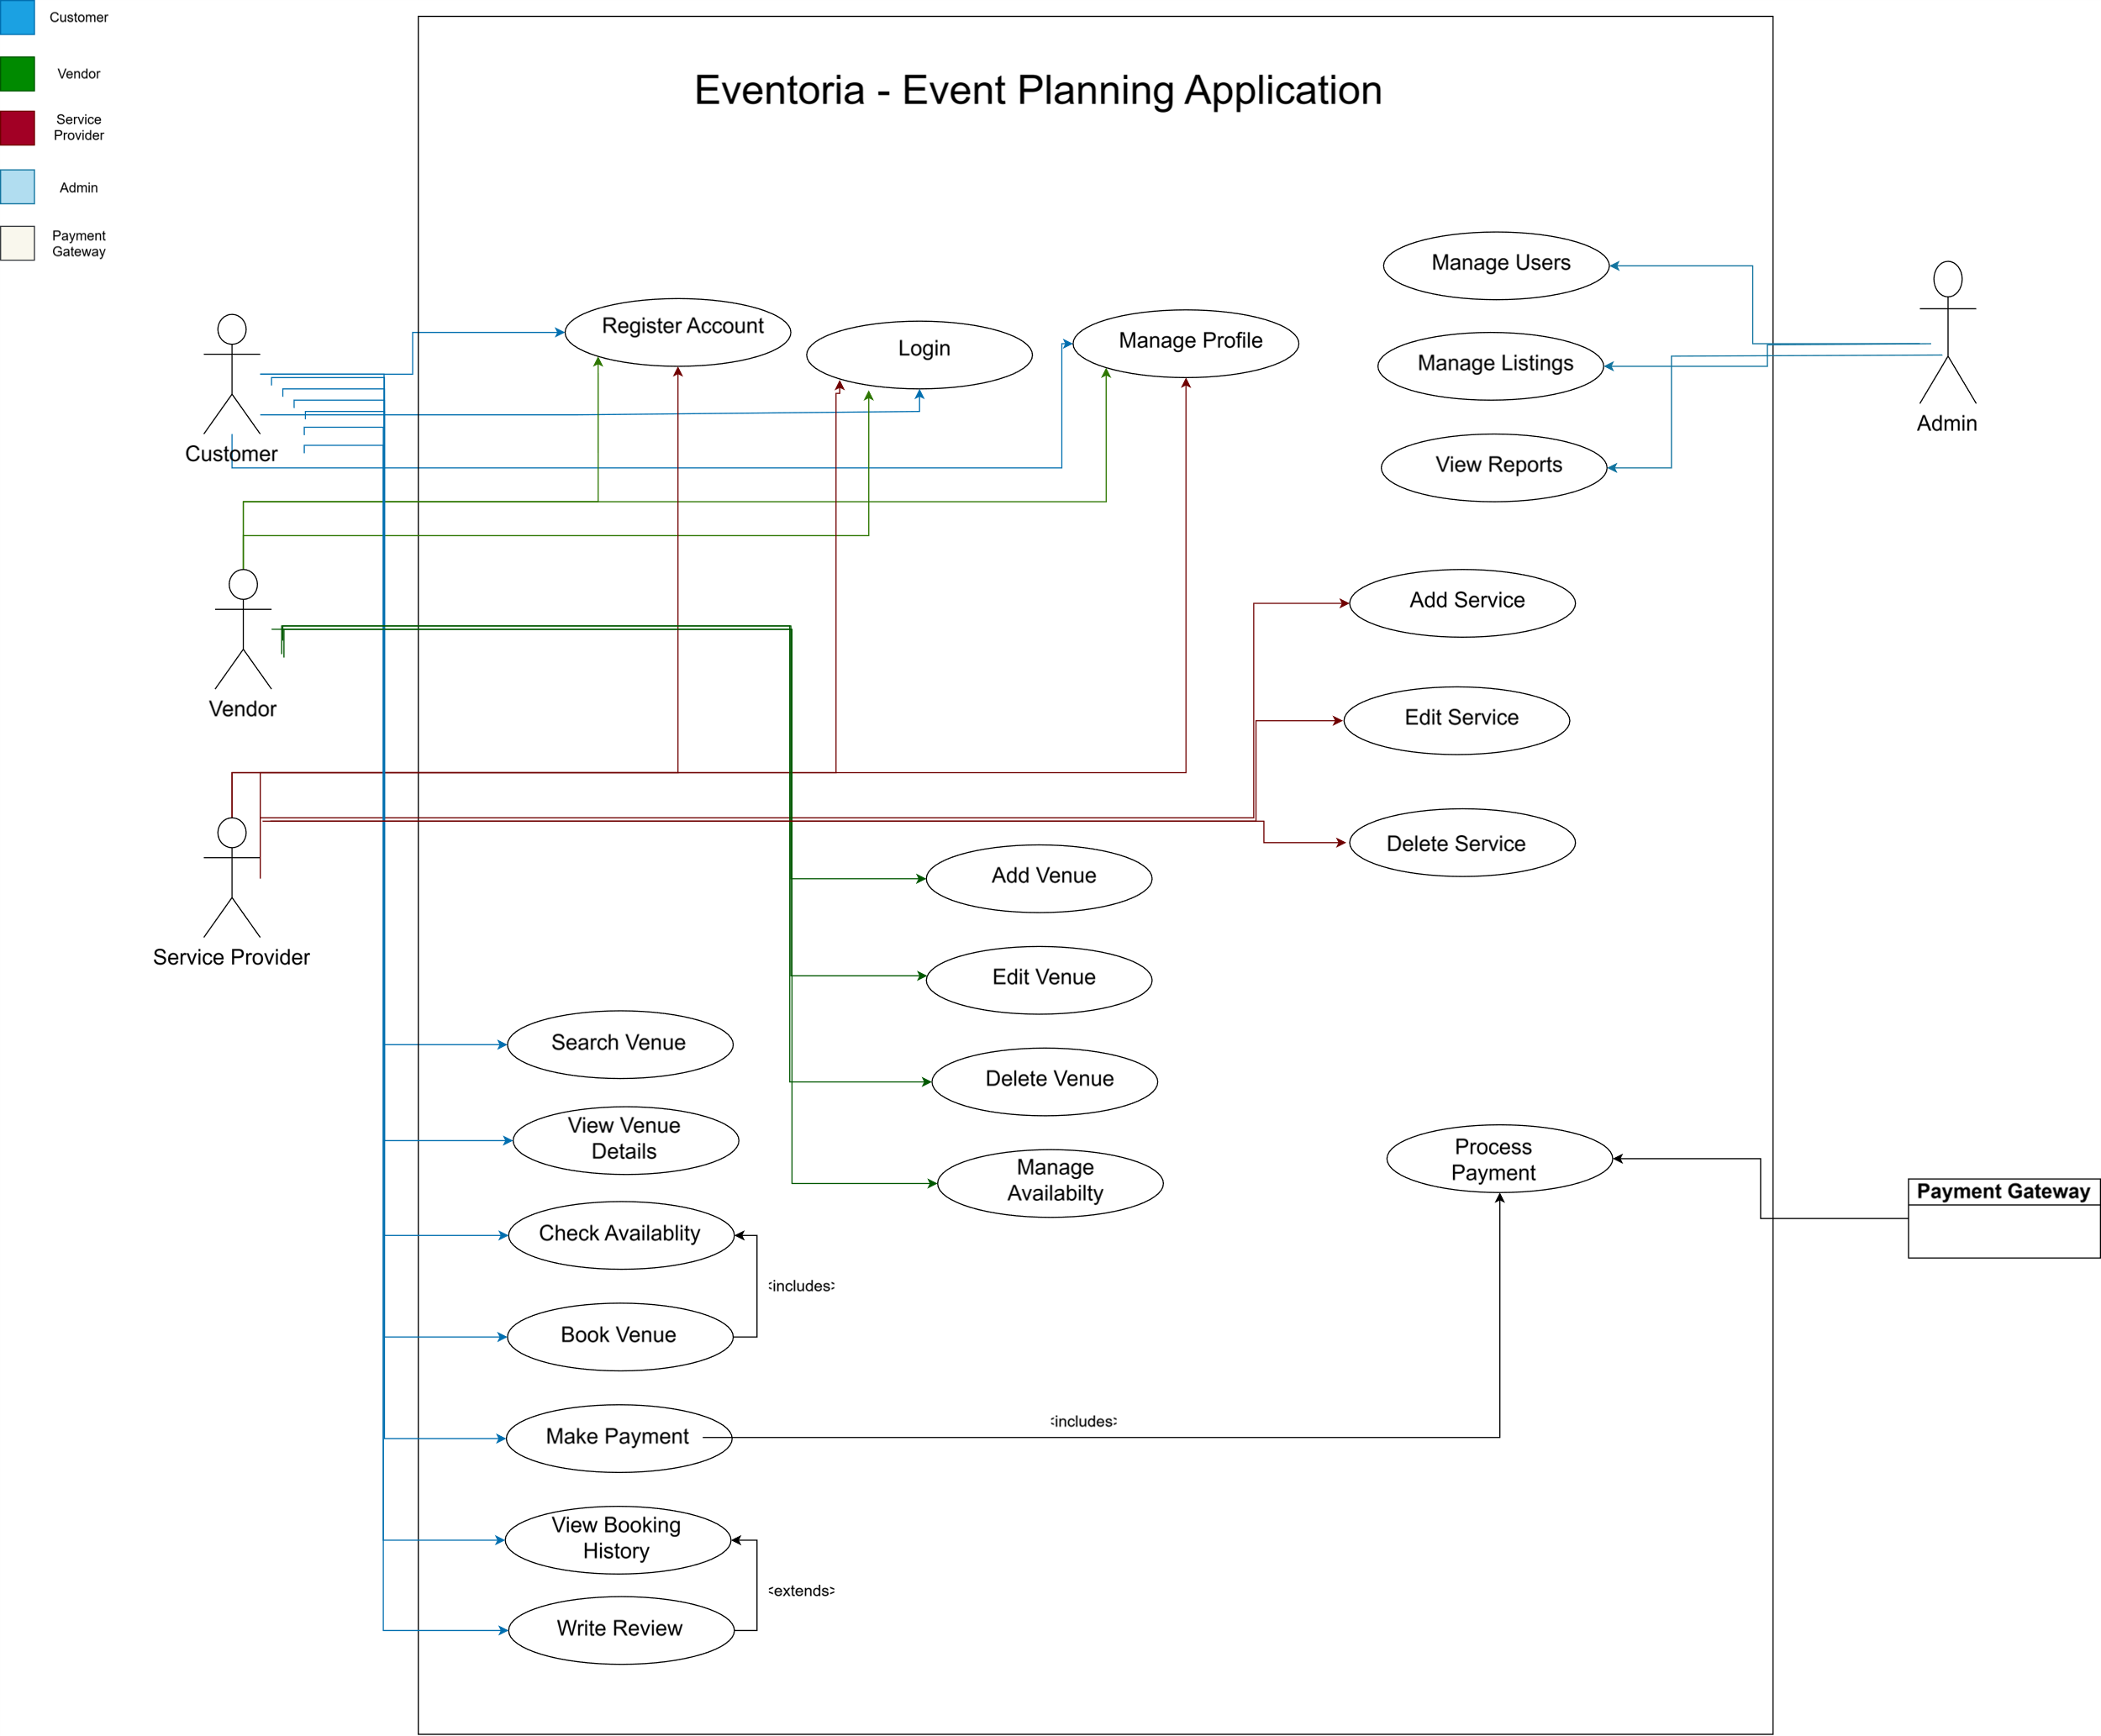 Customer
Vendor
Service
Provider
Admin
Payment
Gateway
Eventoria - Event Planning Application
Manage Users
Register Account
Login
Manage Profile
Manage Listings
Admin
Customer
View Reports
Add Service
Vendor
Edit Service
Delete Service
Add Venue
Service Provider
Edit Venue
Search Venue
Delete Venue
View Venue
Details
Manage
Availabilty
Process
Payment
Payment Gateway
Check Availablity
<includes>
Book Venue
<includes>
Make Payment
View Booking
History
<extends>
Write Review